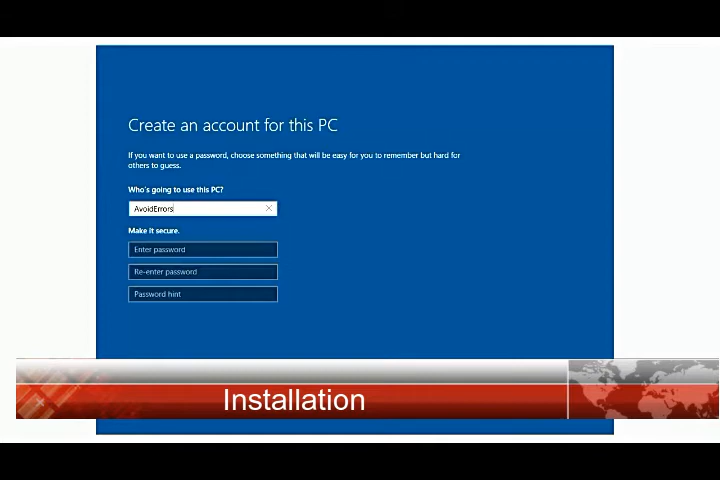 Create an account for this PC
If you want to use a password, choose something that will be easy for you to remember but hard for
others to guess.
Who's going to use this PC?
AvoidErrors
Make it secure.
Enter password
Re-enter password
Password hint
Installation